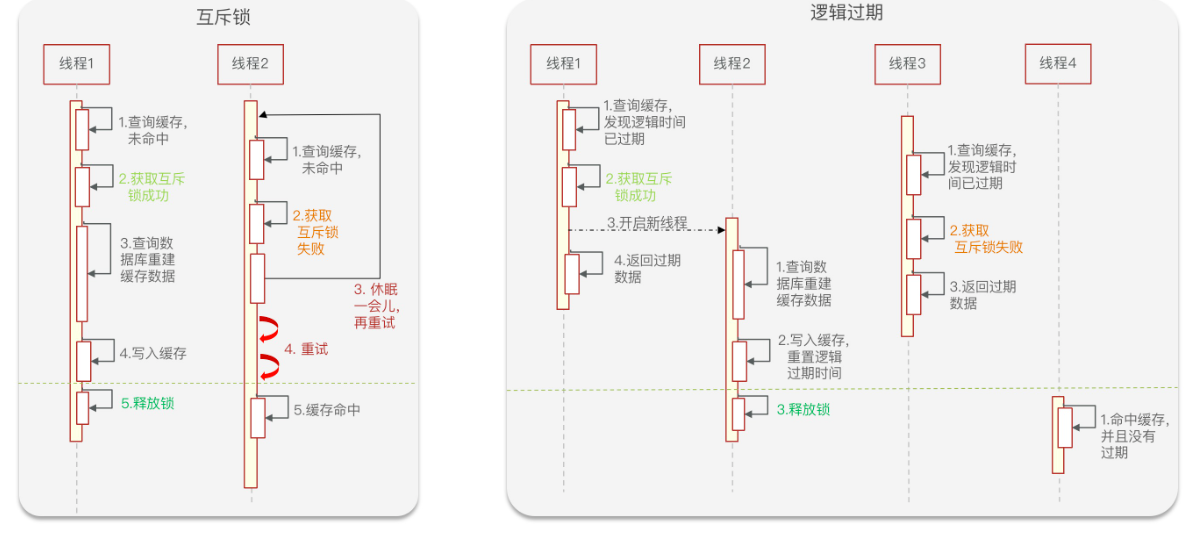 互斥锁
线程1
线程2
1.查询缓存，
未命中
2.获取互斥
锁成功
3.查询数
据库重建
缓存数据
4.写入缓存
5.释放锁
1.查询缓存，
未命中
2.获取
互斥锁
失败
3. 休眠
一会儿，
再重试
4. 重试
5.缓存命中
逻辑过期
线程1
线程2
线程3
线程4
1.查询缓存，
发现逻辑时间
已过期
2.获取互斥
锁成功
3.开启新线程
4.返回过期
数据
1.查询数
据库重建
缓存数据
2.写入缓存，
重置逻辑
过期时间
3.释放锁
1.查询缓存，
发现逻辑时
间已过期
2.获取
互斥锁失败
3.返回过期
数据
1.命中缓存，
并且没有
过期